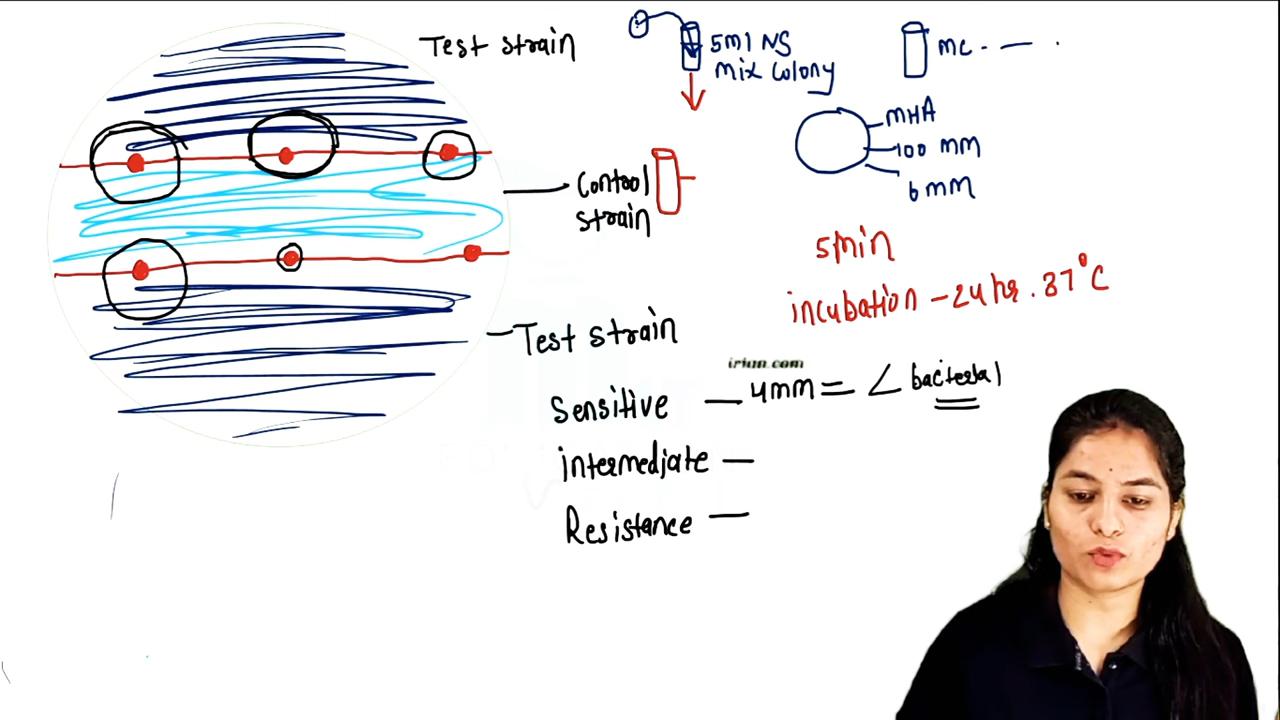 Test strain
5ml NS
mix colony
mc.
MHA
100 mm
6 mm
Control
strain
5min
incubation - 24 hr. 37°C
Test strain
Sensitive — 4mm = < bacterial
intermediate —
Resistance —